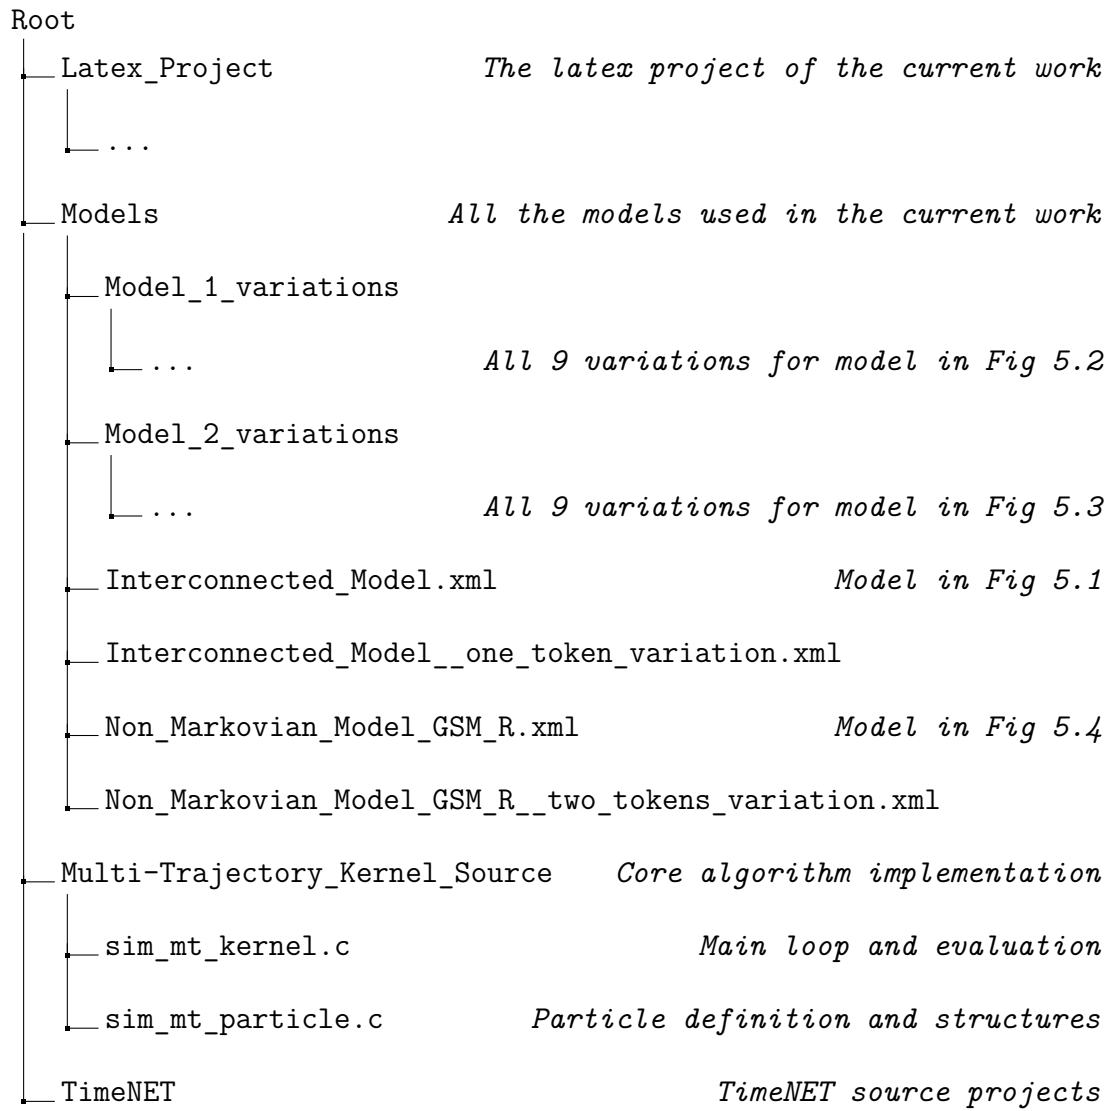 Root
Latex_Project The latex project of the current work
...
Models All the models used in the current work
Model_1_variations
... All 9 variations for model in Fig 5.2
Model_2_variations
... All 9 variations for model in Fig 5.3
Interconnected_Model.xml Model in Fig 5.1
Interconnected_Model__one_token_variation.xml
Non_Markovian_Model_GSM_R.xml Model in Fig 5.4
Non_Markovian_Model_GSM_R__two_tokens_variation.xml
Multi-Trajectory_Kernel_Source Core algorithm implementation
sim_mt_kernel.c Main loop and evaluation
sim_mt_particle.c Particle definition and structures
TimeNET TimeNET source projects